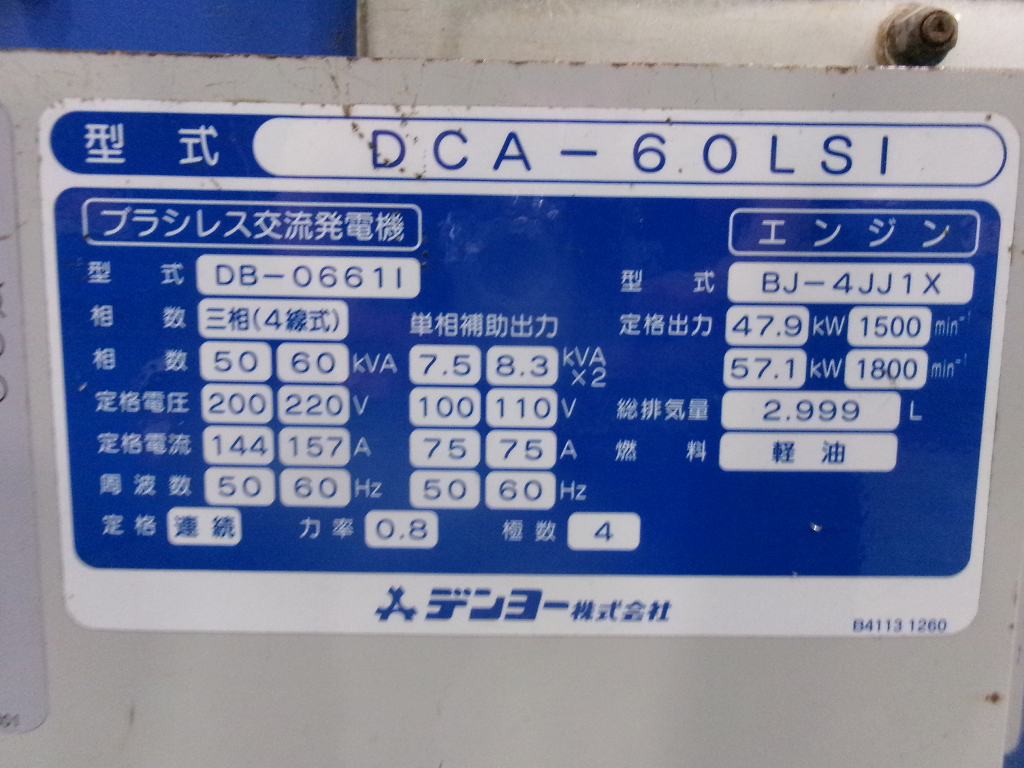 型式 DCA-60LSI
ブラシレス交流発電機
型式 DB-0661I
相数 三相(4線式) 単相補助出力
相数 50 60 kVA 7.5 8.3 kVA ×2
定格電圧 200 220 V 100 110 V
定格電流 144 157 A 75 75 A
周波数 50 60 Hz 50 60 Hz
定格 連続 力率 0.8 極数 4
エンジン
型式 BJ-4JJ1X
定格出力 47.9 kW 1500 min⁻¹
57.1 kW 1800 min⁻¹
総排気量 2.999 L
燃料 軽油
デンヨー株式会社
B4113 1260